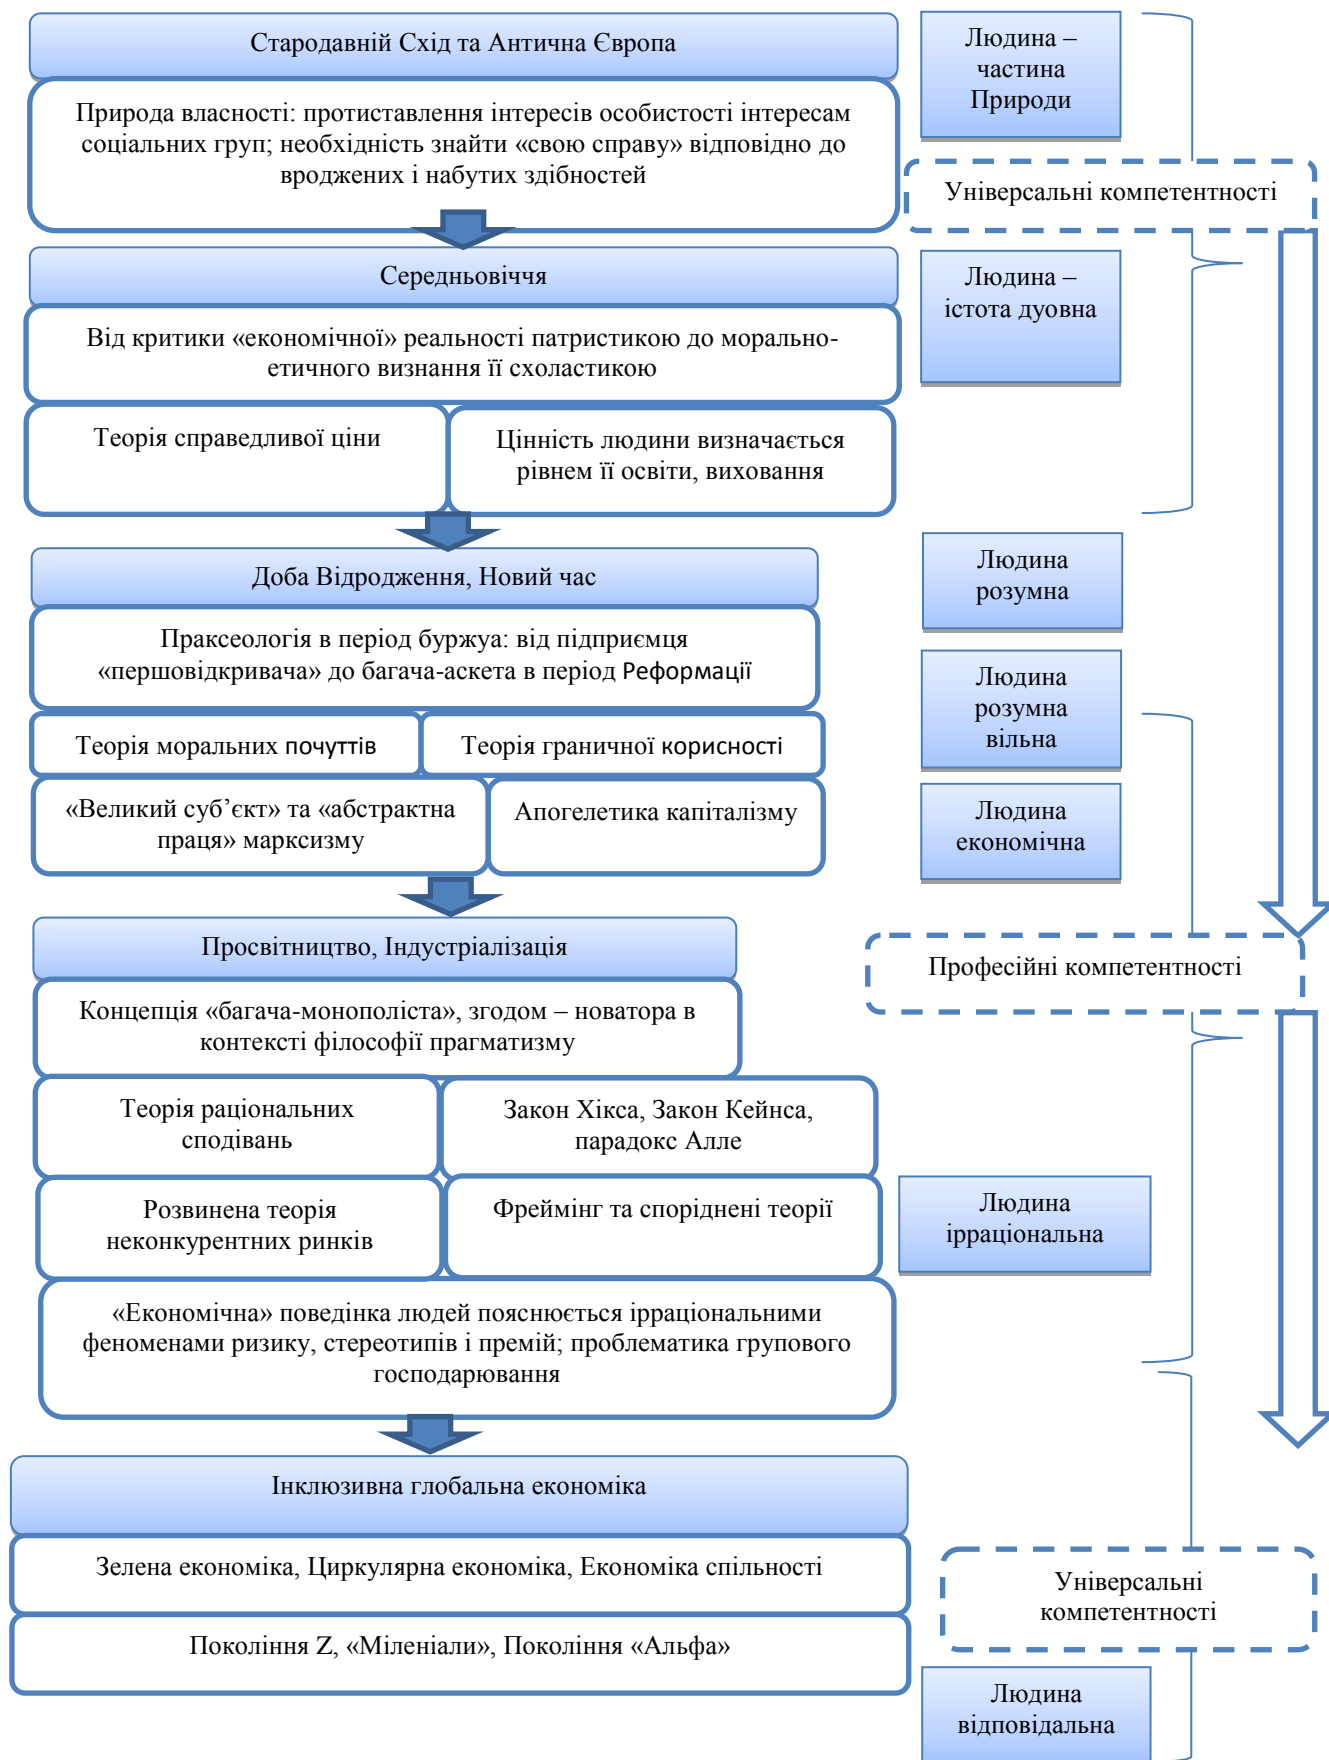 Стародавній Схід та Антична Європа
Людина –
частина
Природи
Природа власності: протиставлення інтересів особистості інтересам
соціальних груп; необхідність знайти «свою справу» відповідно до
вроджених і набутих здібностей
Універсальні компетентності
Середньовіччя
Людина –
істота дуовна
Від критики «економічної» реальності патристикою до морально-
етичного визнання її схоластикою
Теорія справедливої ціни
Цінність людини визначається
рівнем її освіти, виховання
Доба Відродження, Новий час
Людина
розумна
Праксеологія в період буржуа: від підприємця
«першовідкривача» до багача-аскета в період Реформації
Людина
розумна
вільна
Теорія моральних почуттів
Теорія граничної корисності
«Великий суб’єкт» та «абстрактна
праця» марксизму
Апогелетика капіталізму
Людина
економічна
Просвітництво, Індустріалізація
Професійні компетентності
Концепція «багача-монополіста», згодом – новатора в
контексті філософії прагматизму
Теорія раціональних
сподівань
Закон Хікса, Закон Кейнса,
парадокс Алле
Розвинена теорія
неконкурентних ринків
Фреймінг та споріднені теорії
Людина
ірраціональна
«Економічна» поведінка людей пояснюється ірраціональними
феноменами ризику, стереотипів і премій; проблематика групового
господарювання
Інклюзивна глобальна економіка
Зелена економіка, Циркулярна економіка, Економіка спільності
Універсальні
компетентності
Покоління Z, «Міленіали», Покоління «Альфа»
Людина
відповідальна